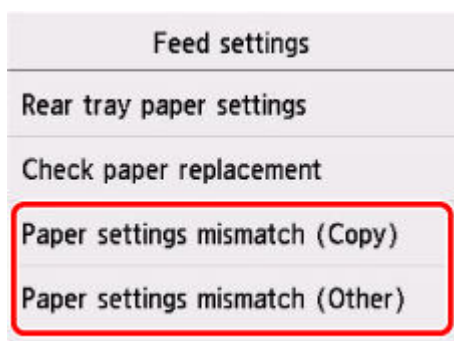 Feed settings
Rear tray paper settings
Check paper replacement
Paper settings mismatch (Copy)
Paper settings mismatch (Other)